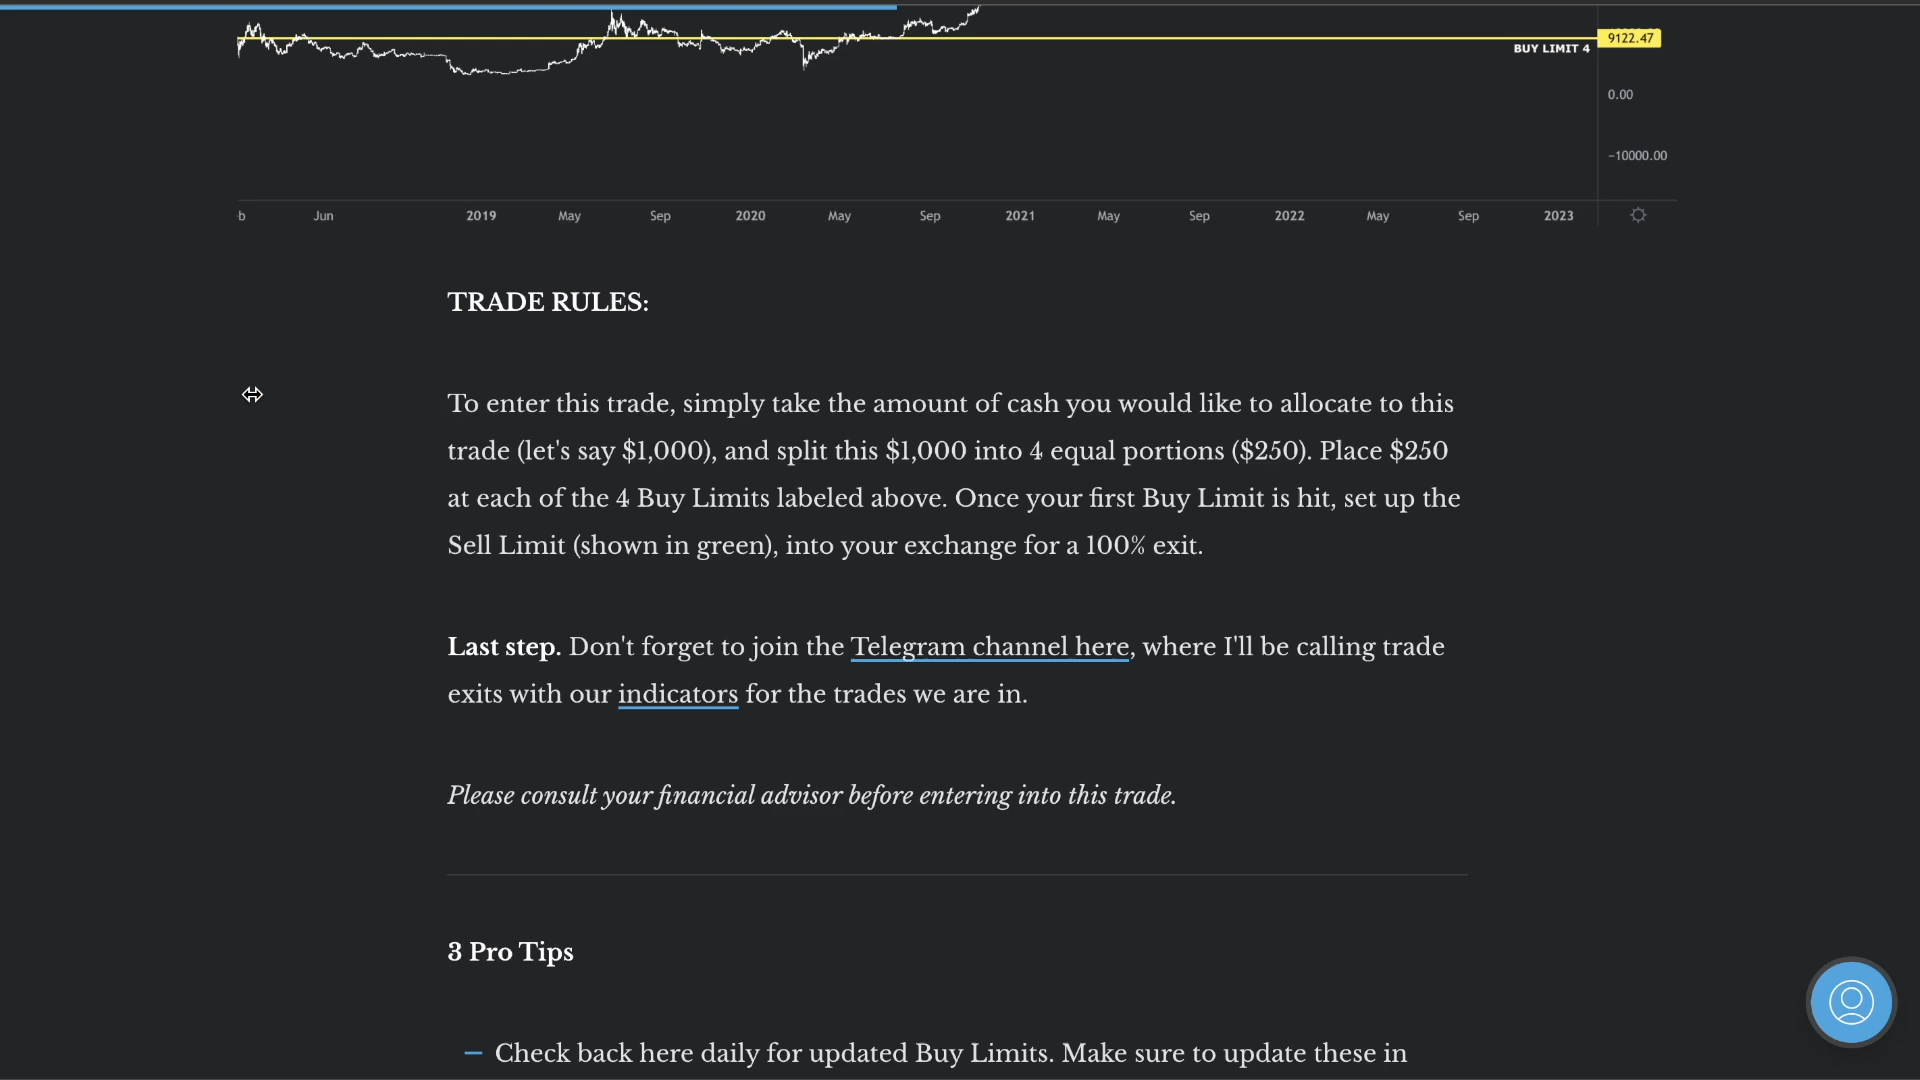 9122.47
BUY LIMIT 4
0.00
-10000.00
b Jun 2019 May Sep 2020 May Sep 2021 May Sep 2022 May Sep 2023
TRADE RULES:
To enter this trade, simply take the amount of cash you would like to allocate to this
trade (let's say $1,000), and split this $1,000 into 4 equal portions ($250). Place $250
at each of the 4 Buy Limits labeled above. Once your first Buy Limit is hit, set up the
Sell Limit (shown in green), into your exchange for a 100% exit.
Last step. Don't forget to join the Telegram channel here, where I'll be calling trade
exits with our indicators for the trades we are in.
Please consult your financial advisor before entering into this trade.
3 Pro Tips
– Check back here daily for updated Buy Limits. Make sure to update these in